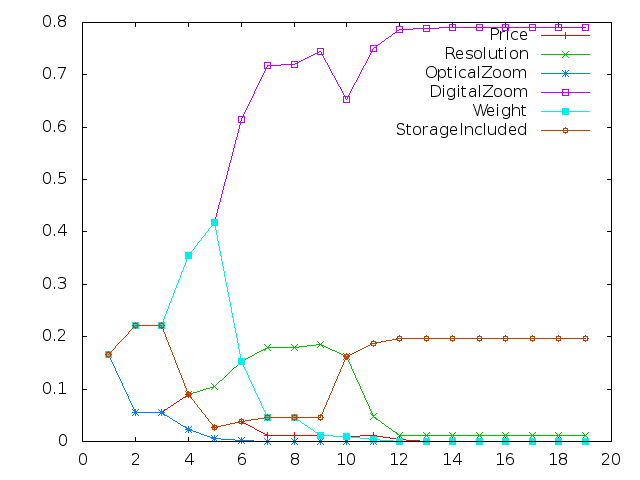 0.8
0.7
0.6
0.5
0.4
0.3
0.2
0.1
0
0 2 4 6 8 10 12 14 16 18 20
Price
Resolution
OpticalZoom
DigitalZoom
Weight
StorageIncluded